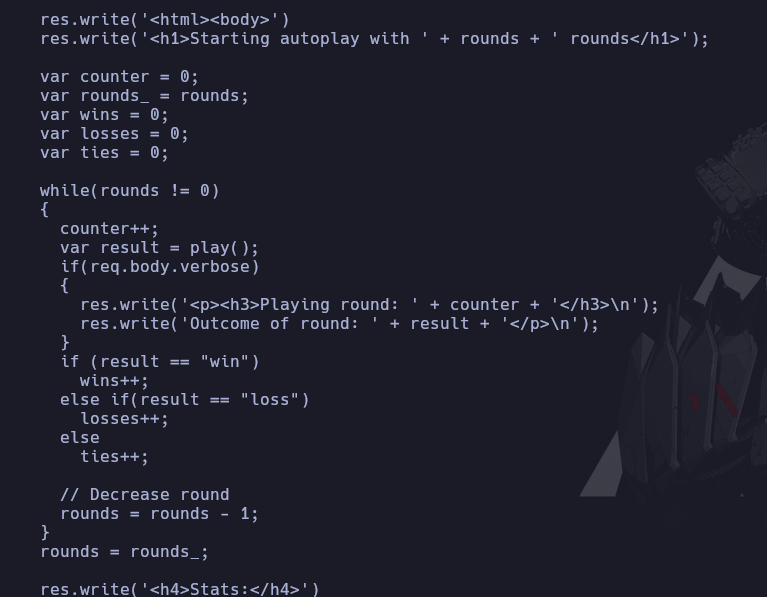 res.write('<html><body>')
res.write('<h1>Starting autoplay with ' + rounds + ' rounds</h1>');
var counter = 0;
var rounds_ = rounds;
var wins = 0;
var losses = 0;
var ties = 0;
while(rounds != 0)
{
counter++;
var result = play();
if(req.body.verbose)
{
res.write('<p><h3>Playing round: ' + counter + '</h3>\n');
res.write('Outcome of round: ' + result + '</p>\n');
}
if (result == "win")
wins++;
else if(result == "loss")
losses++;
else
ties++;
// Decrease round
rounds = rounds - 1;
}
rounds = rounds_;
res.write('<h4>Stats:</h4>')